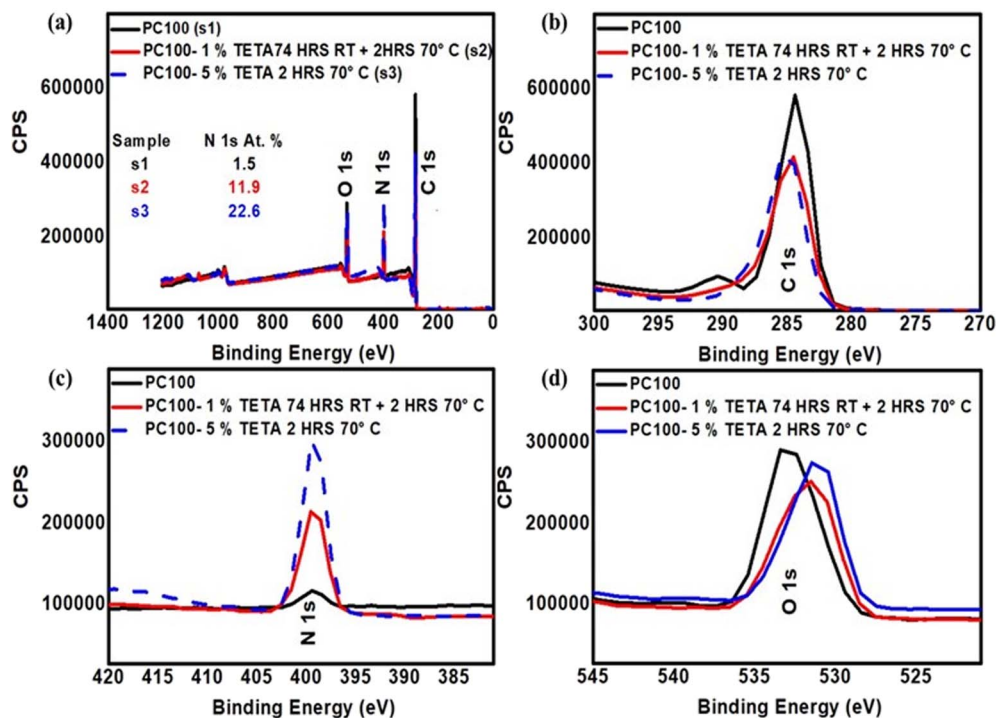 (a)
PC100 (s1)
PC100- 1 % TETA74 HRS RT + 2HRS 70° C (s2)
PC100- 5 % TETA 2 HRS 70° C (s3)
600000
400000
200000
0
CPS
Sample N 1s At. %
s1 1.5
s2 11.9
s3 22.6
O 1s
N 1s
C 1s
1400 1200 1000 800 600 400 200 0
Binding Energy (eV)
(b)
PC100
PC100- 1 % TETA 74 HRS RT + 2 HRS 70° C
PC100- 5 % TETA 2 HRS 70° C
600000
400000
200000
0
CPS
C 1s
300 295 290 285 280 275 270
Binding Energy (eV)
(c)
PC100
PC100- 1 % TETA 74 HRS RT + 2 HRS 70° C
PC100- 5 % TETA 2 HRS 70° C
300000
200000
100000
CPS
N 1s
420 415 410 405 400 395 390 385
Binding Energy (eV)
(d)
PC100
PC100- 1 % TETA 74 HRS RT + 2 HRS 70° C
PC100- 5 % TETA 2 HRS 70° C
300000
200000
100000
CPS
O 1s
545 540 535 530 525
Binding Energy (eV)